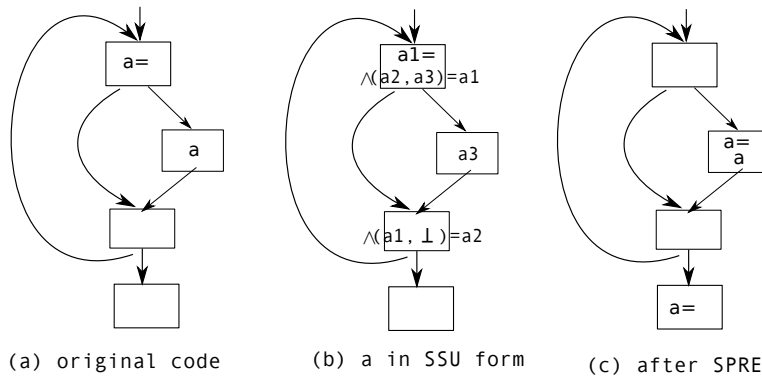 a=
a
(a) original code
a1=
∧(a2,a3)=a1
a3
∧(a1,⊥)=a2
(b) a in SSU form
a=
a
a=
(c) after SPRE